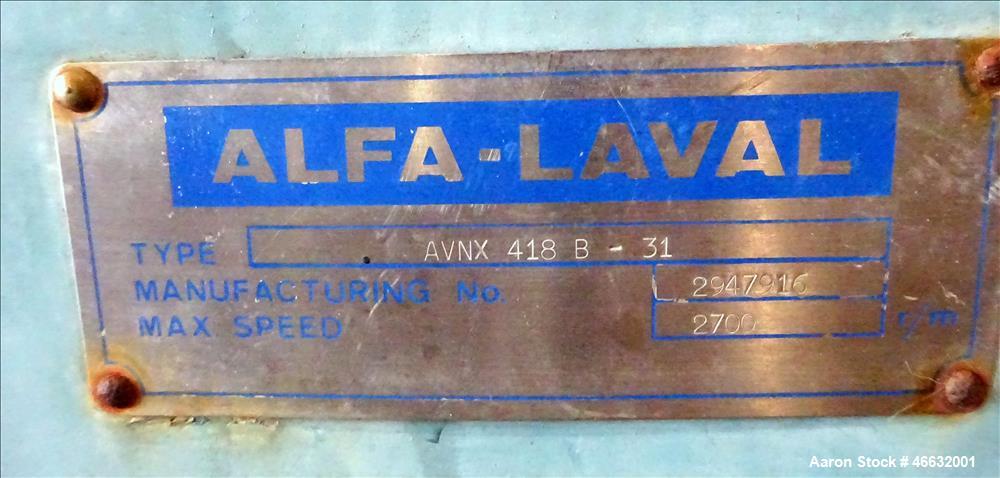 ALFA-LAVAL
TYPE AVNX 418 B - 31
MANUFACTURING No. 2947916
MAX SPEED 2700 r/m
Aaron Stock # 46632001